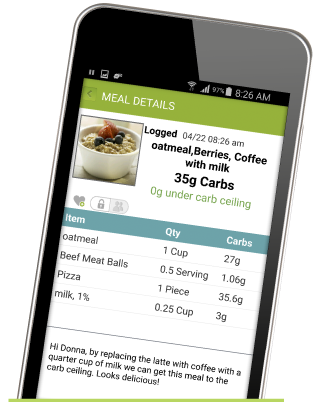 97% 8:26 AM
MEAL DETAILS
Logged 04/22 08:26 am
oatmeal,Berries, Coffee
with milk
35g Carbs
0g under carb ceiling
Item Qty Carbs
oatmeal 1 Cup 27g
Beef Meat Balls 0.5 Serving 1.06g
Pizza 1 Piece 35.6g
milk, 1% 0.25 Cup 3g
Hi Donna, by replacing the latte with coffee with a
quarter cup of milk we can get this meal to the
carb ceiling. Looks delicious!